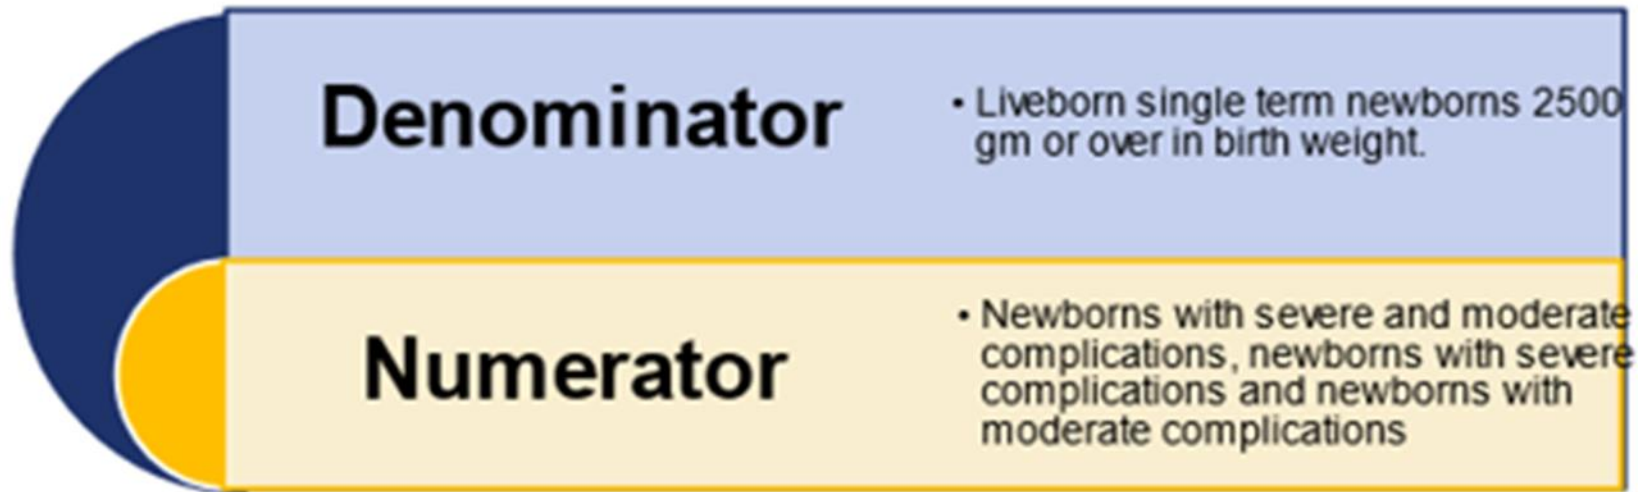 Denominator
• Liveborn single term newborns 2500
gm or over in birth weight.
Numerator
• Newborns with severe and moderate
complications, newborns with severe
complications and newborns with
moderate complications